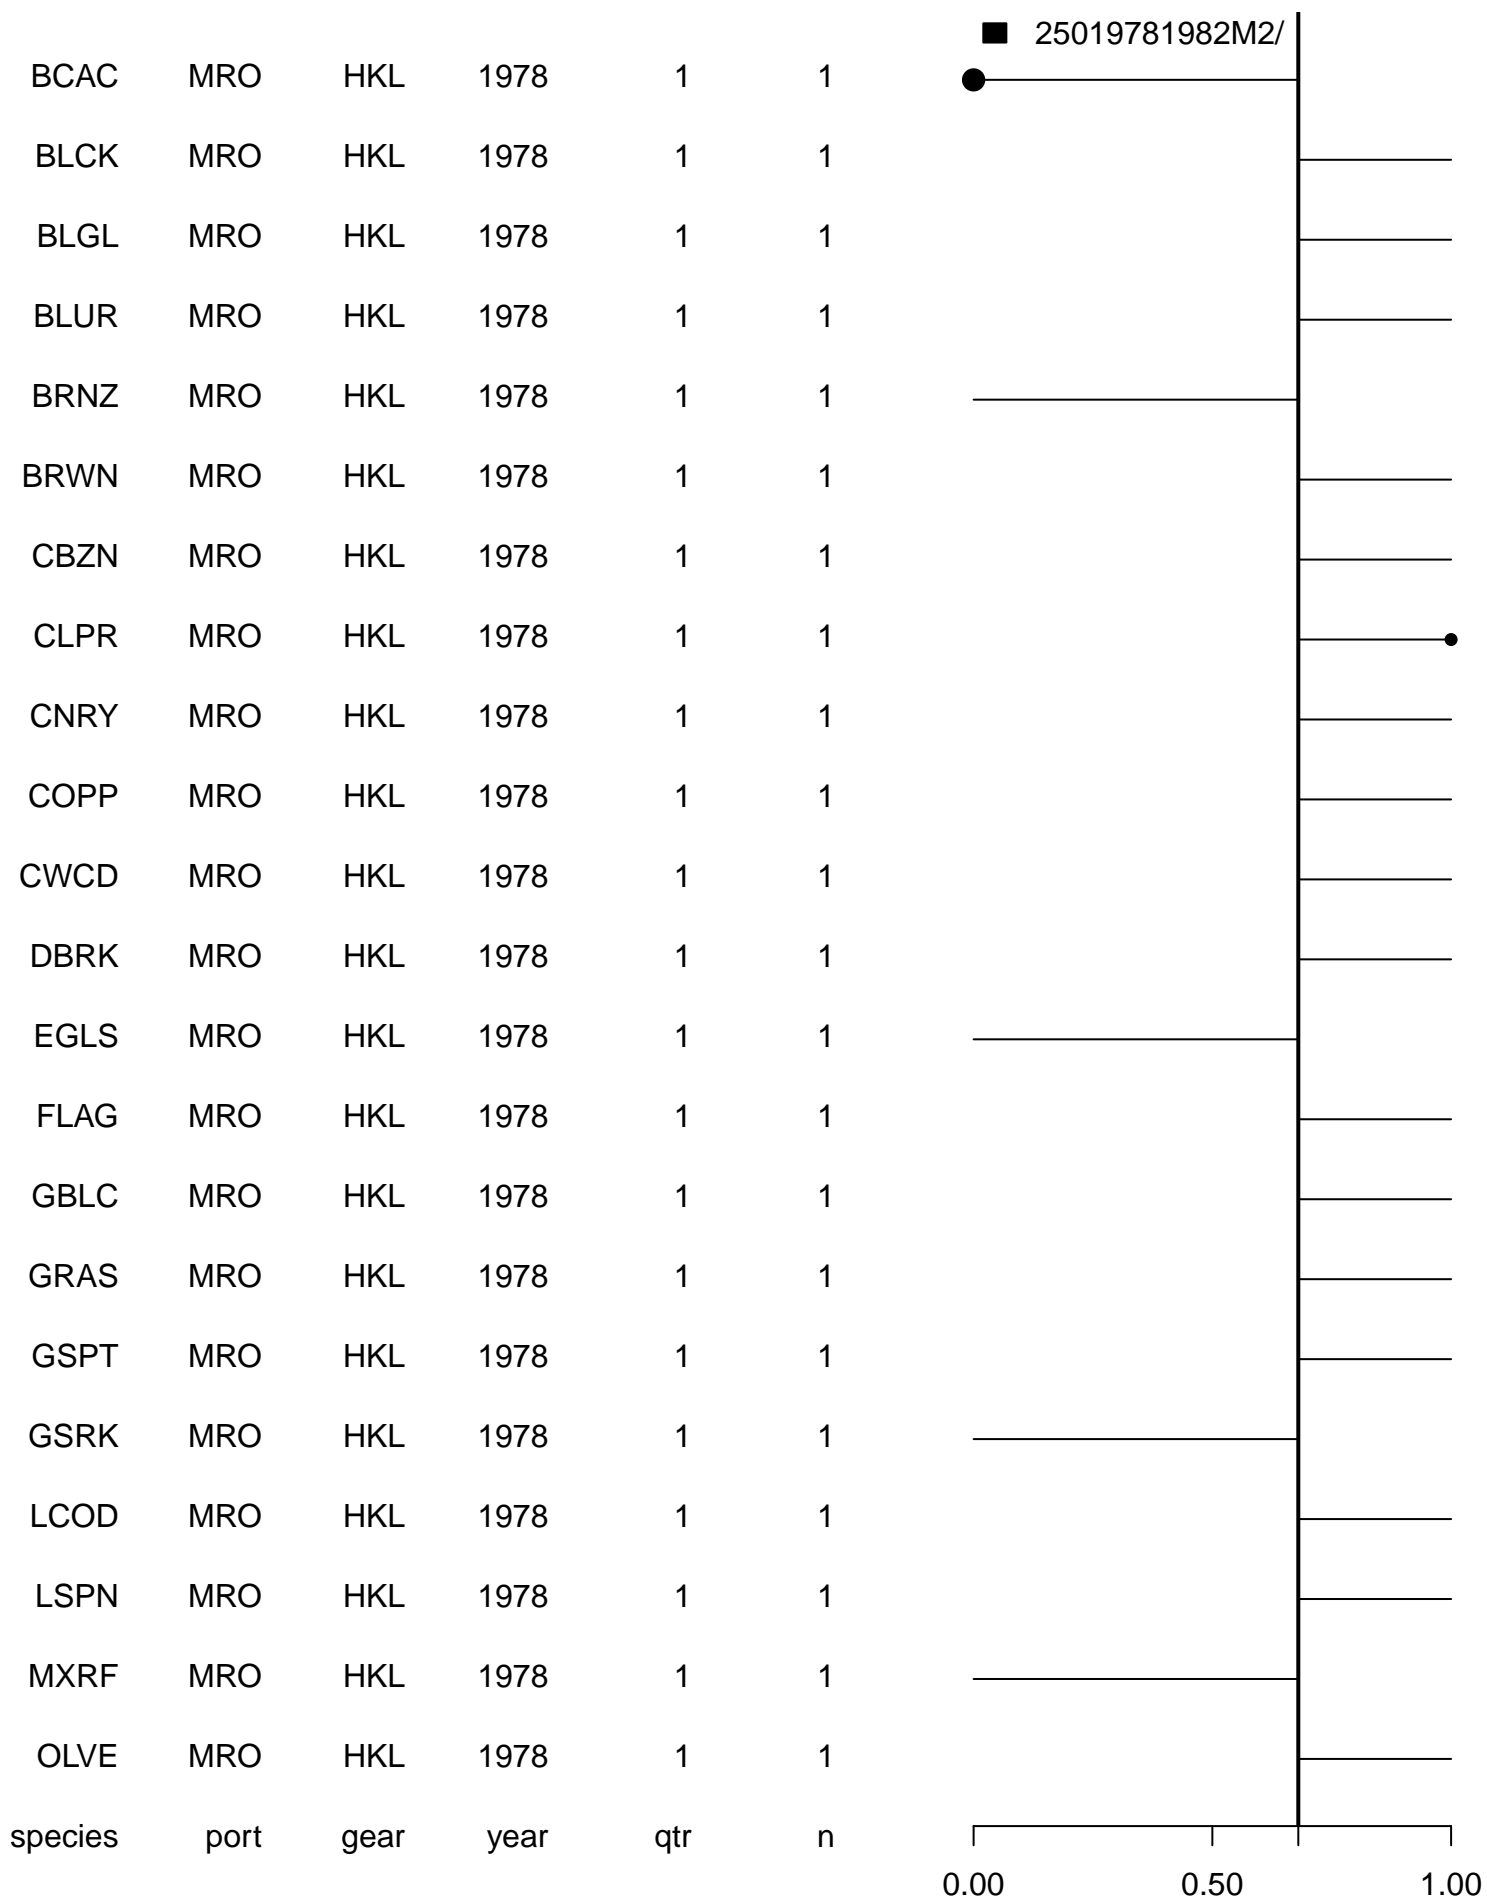 25019781982M2/
BCAC MRO HKL 1978 1 1
BLCK MRO HKL 1978 1 1
BLGL MRO HKL 1978 1 1
BLUR MRO HKL 1978 1 1
BRNZ MRO HKL 1978 1 1
BRWN MRO HKL 1978 1 1
CBZN MRO HKL 1978 1 1
CLPR MRO HKL 1978 1 1
CNRY MRO HKL 1978 1 1
COPP MRO HKL 1978 1 1
CWCD MRO HKL 1978 1 1
DBRK MRO HKL 1978 1 1
EGLS MRO HKL 1978 1 1
FLAG MRO HKL 1978 1 1
GBLC MRO HKL 1978 1 1
GRAS MRO HKL 1978 1 1
GSPT MRO HKL 1978 1 1
GSRK MRO HKL 1978 1 1
LCOD MRO HKL 1978 1 1
LSPN MRO HKL 1978 1 1
MXRF MRO HKL 1978 1 1
OLVE MRO HKL 1978 1 1
species port gear year qtr n
0.00 0.50 1.00